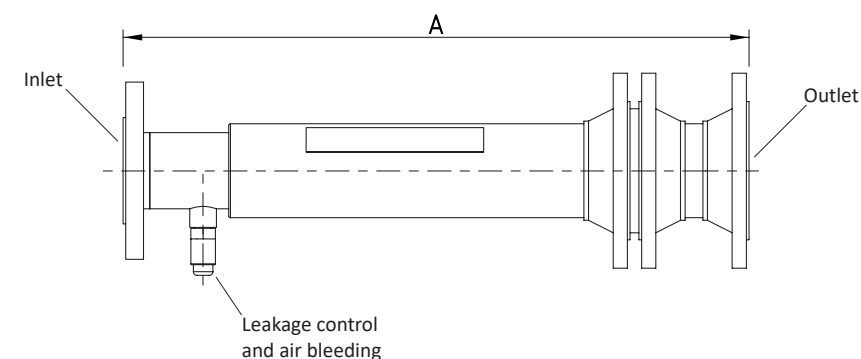 A
Inlet
Outlet
Leakage control
and air bleeding